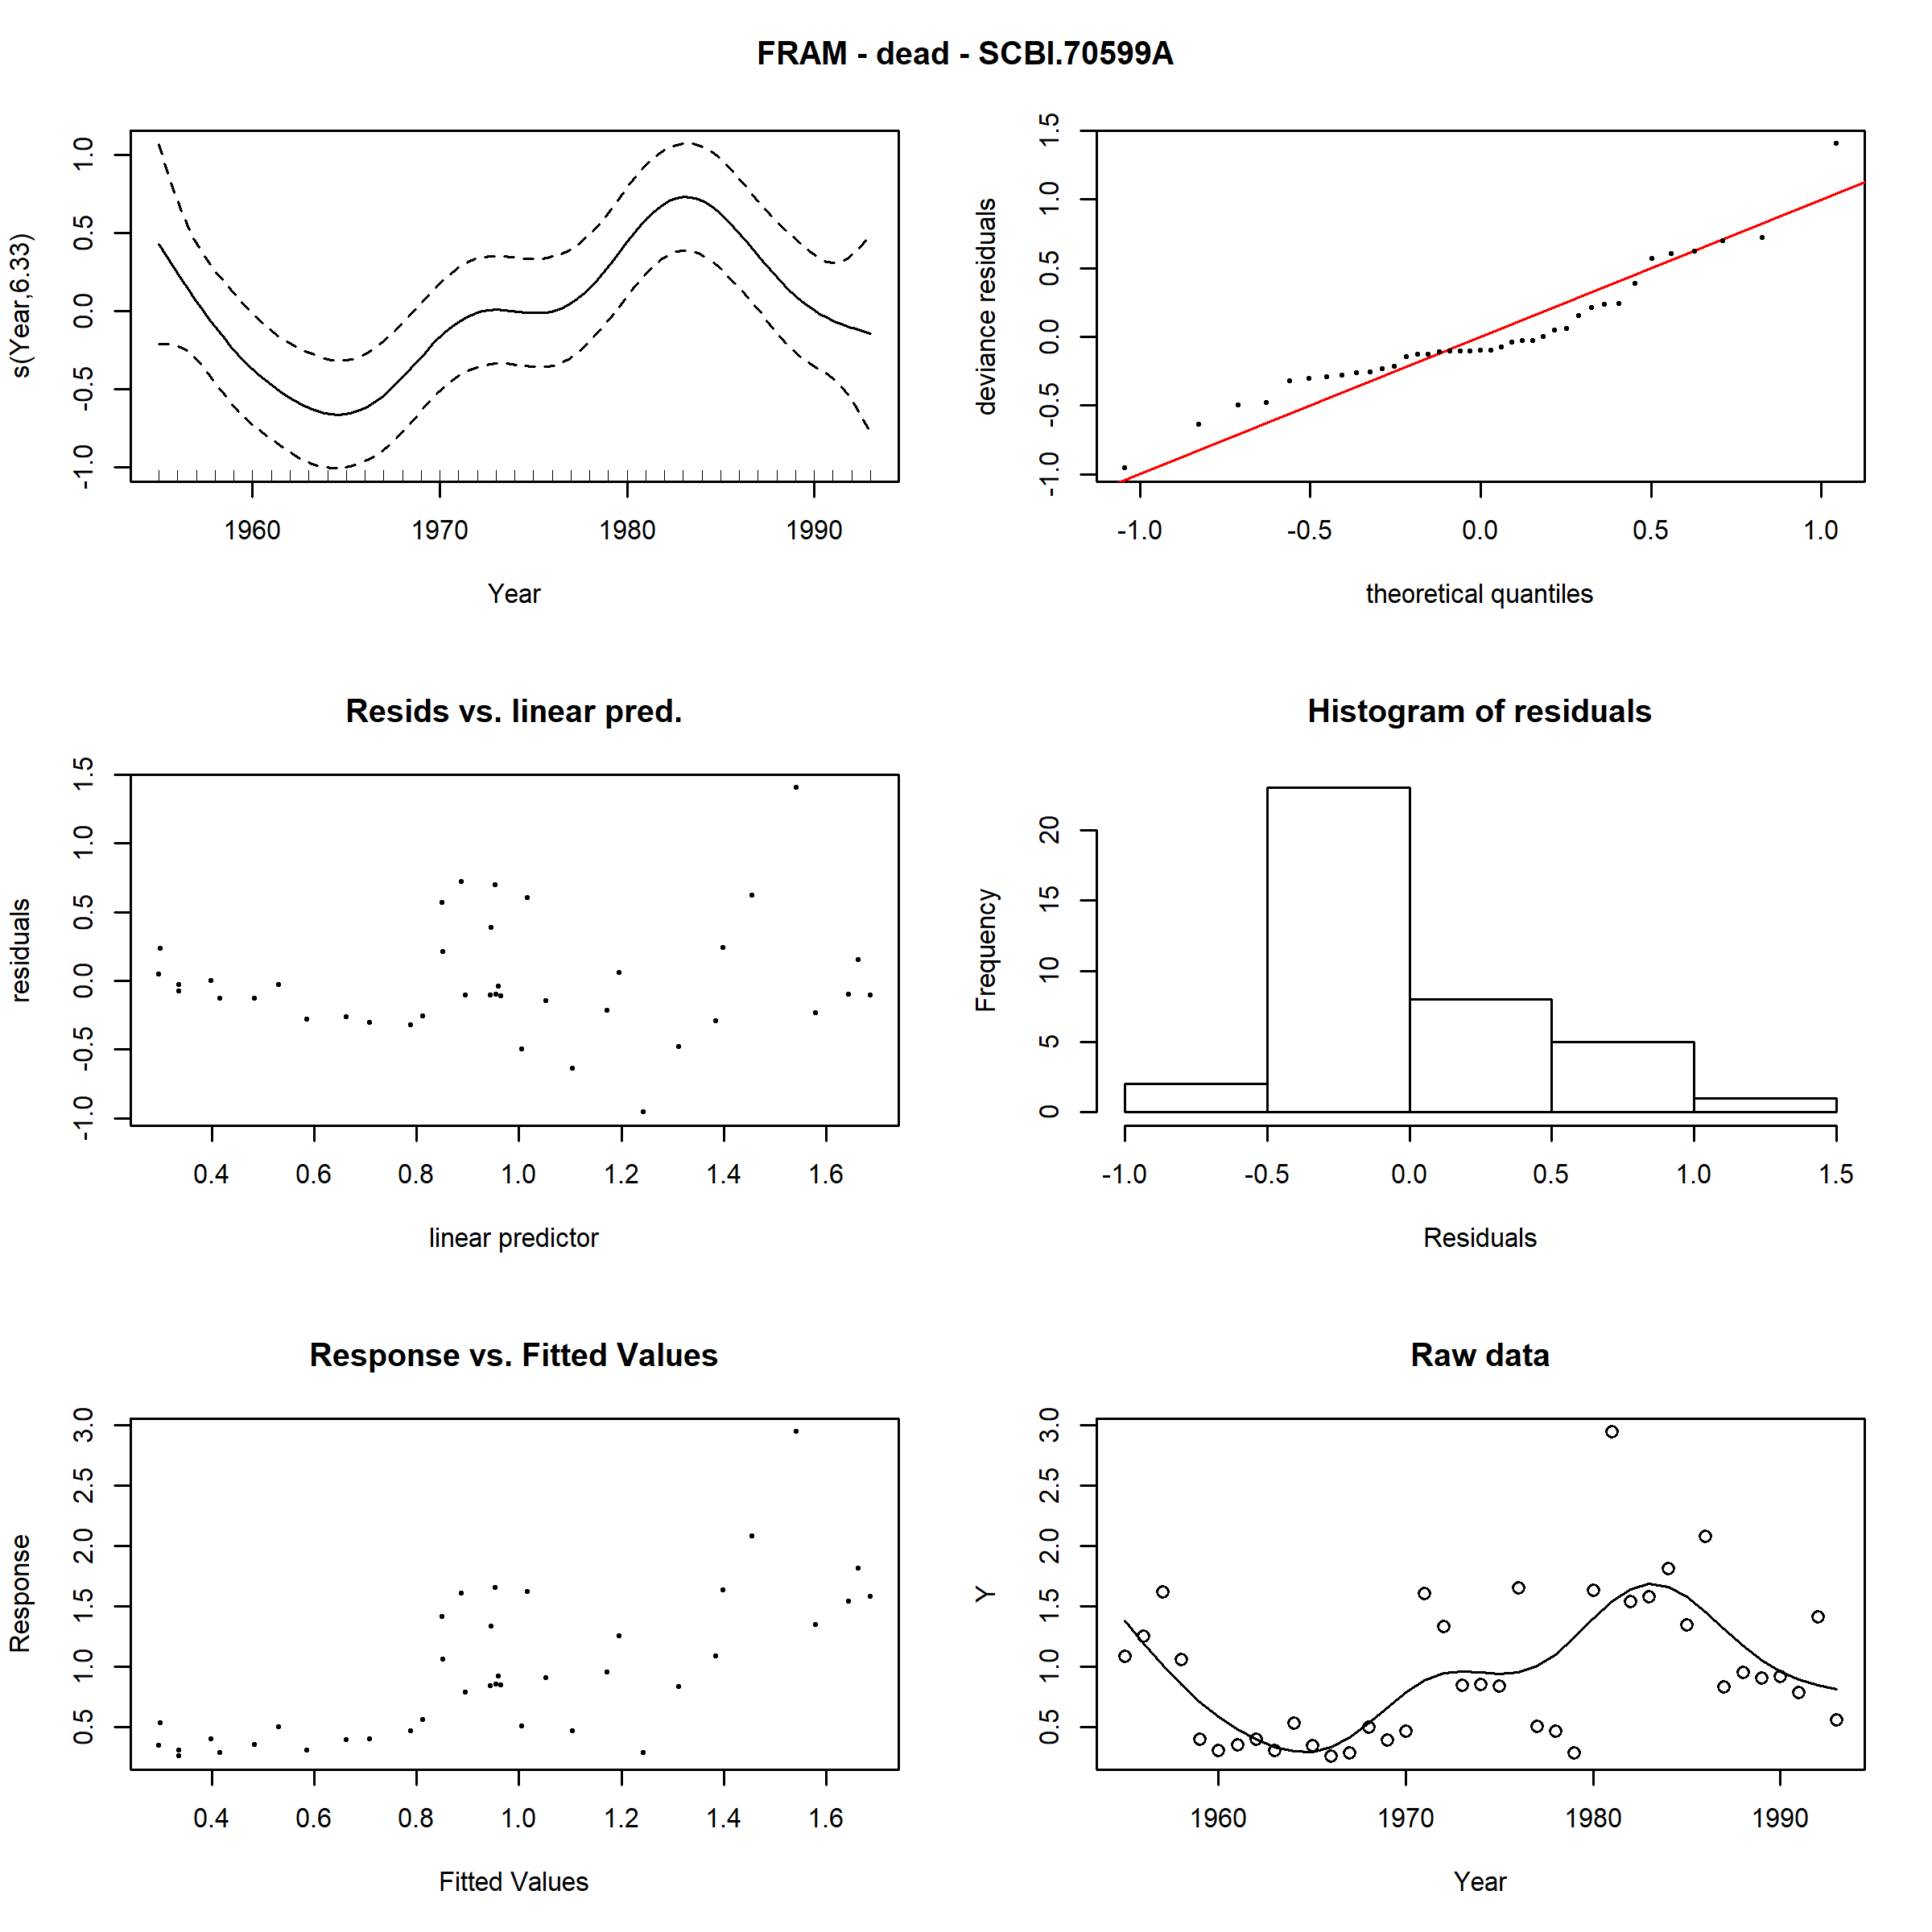 FRAM - dead - SCBI.70599A
s(Year,6.33)
-1.0 -0.5 0.0 0.5 1.0
1960 1970 1980 1990
Year
deviance residuals
-1.0 -0.5 0.0 0.5 1.0 1.5
-1.0 -0.5 0.0 0.5 1.0
theoretical quantiles
Resids vs. linear pred.
residuals
-1.0 -0.5 0.0 0.5 1.0 1.5
0.4 0.6 0.8 1.0 1.2 1.4 1.6
linear predictor
Histogram of residuals
Frequency
0 5 10 15 20
-1.0 -0.5 0.0 0.5 1.0 1.5
Residuals
Response vs. Fitted Values
Response
0.5 1.0 1.5 2.0 2.5 3.0
0.4 0.6 0.8 1.0 1.2 1.4 1.6
Fitted Values
Raw data
Y
0.5 1.0 1.5 2.0 2.5 3.0
1960 1970 1980 1990
Year